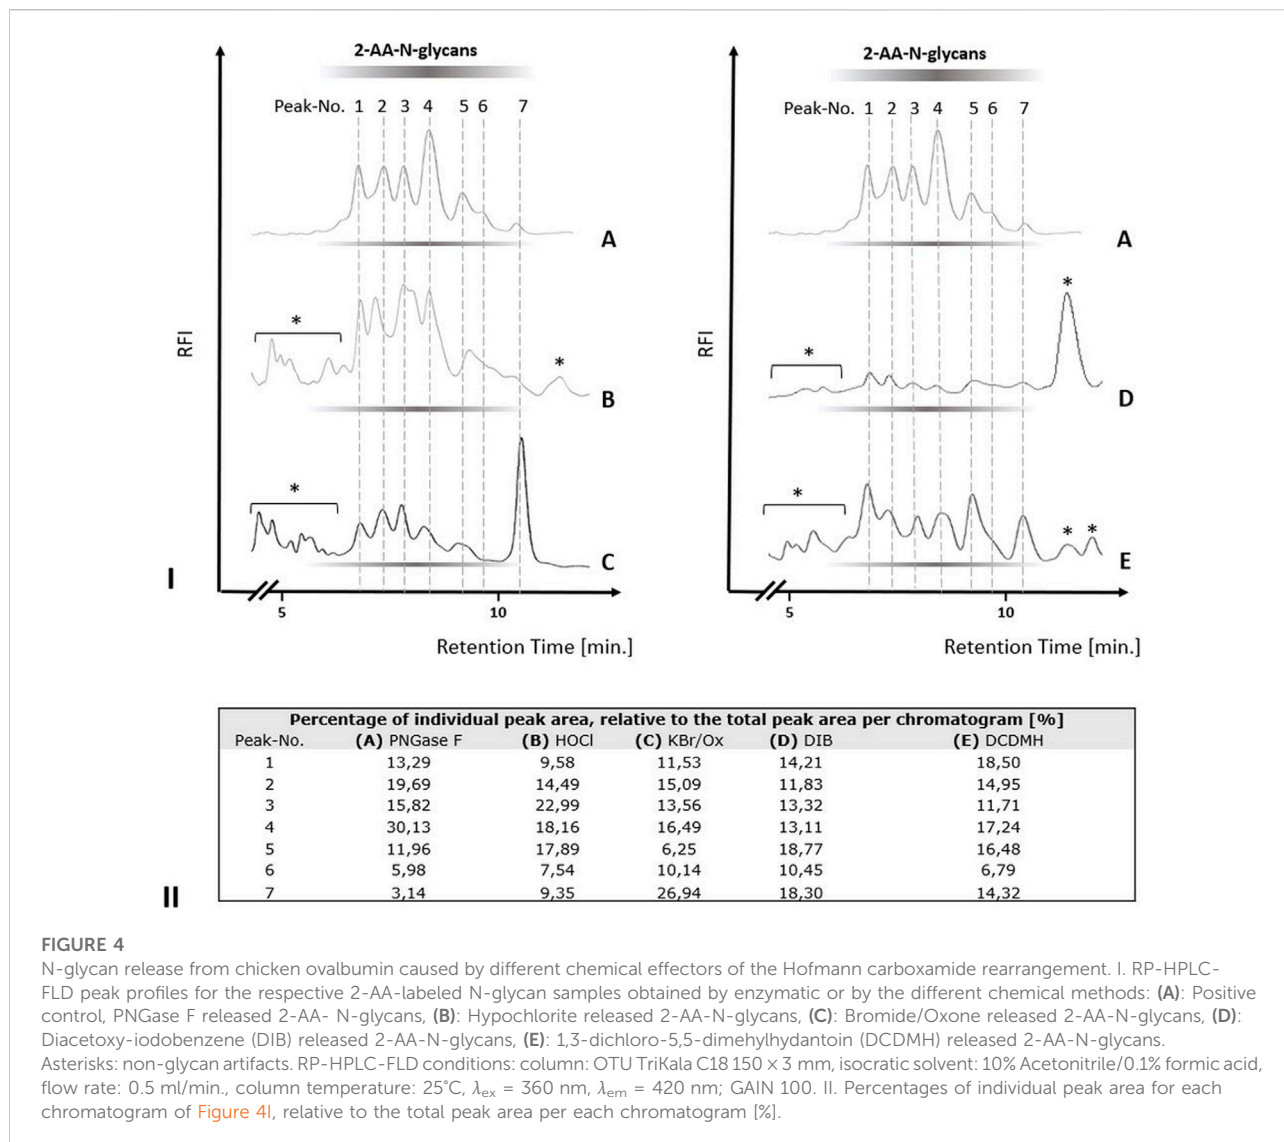 2-AA-N-glycans
Peak-No. 1 2 3 4 5 6 7
A
*
*
B
*
C
RFI
I
5 10
Retention Time [min.]
2-AA-N-glycans
Peak-No. 1 2 3 4 5 6 7
A
*
*
D
*
* *
E
RFI
5 10
Retention Time [min.]
Percentage of individual peak area, relative to the total peak area per chromatogram [%]
Peak-No. (A) PNGase F (B) HOCl (C) KBr/Ox (D) DIB (E) DCDMH
1 13,29 9,58 11,53 14,21 18,50
2 19,69 14,49 15,09 11,83 14,95
3 15,82 22,99 13,56 13,32 11,71
4 30,13 18,16 16,49 13,11 17,24
5 11,96 17,89 6,25 18,77 16,48
6 5,98 7,54 10,14 10,45 6,79
7 3,14 9,35 26,94 18,30 14,32
II
FIGURE 4
N-glycan release from chicken ovalbumin caused by different chemical effectors of the Hofmann carboxamide rearrangement. I. RP-HPLC-
FLD peak profiles for the respective 2-AA-labeled N-glycan samples obtained by enzymatic or by the different chemical methods: (A): Positive
control, PNGase F released 2-AA- N-glycans, (B): Hypochlorite released 2-AA-N-glycans, (C): Bromide/Oxone released 2-AA-N-glycans, (D):
Diacetoxy-iodobenzene (DIB) released 2-AA-N-glycans, (E): 1,3-dichloro-5,5-dimehylhydantoin (DCDMH) released 2-AA-N-glycans.
Asterisks: non-glycan artifacts. RP-HPLC-FLD conditions: column: OTU TriKala C18 150 × 3 mm, isocratic solvent: 10% Acetonitrile/0.1% formic acid,
flow rate: 0.5 ml/min., column temperature: 25°C, λex = 360 nm, λem = 420 nm; GAIN 100. II. Percentages of individual peak area for each
chromatogram of Figure 4I, relative to the total peak area per each chromatogram [%].